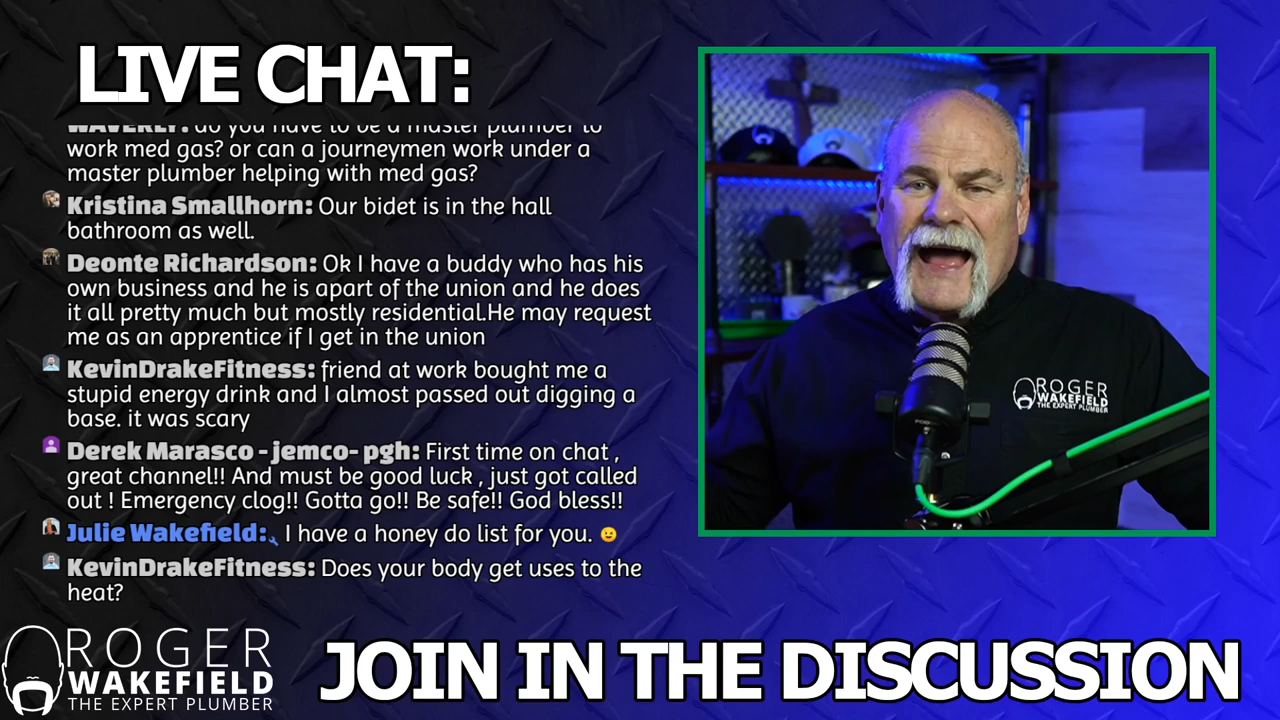 LIVE CHAT:
WAVERLY: do you have to be a master plumber to
work med gas? or can a journeymen work under a
master plumber helping with med gas?
Kristina Smallhorn: Our bidet is in the hall
bathroom as well.
Deonte Richardson: Ok I have a buddy who has his
own business and he is apart of the union and he does
it all pretty much but mostly residential.He may request
me as an apprentice if I get in the union
KevinDrakeFitness: friend at work bought me a
stupid energy drink and I almost passed out digging a
base. it was scary
Derek Marasco - jemco- pgh: First time on chat ,
great channel!! And must be good luck , just got called
out ! Emergency clog!! Gotta go!! Be safe!! God bless!!
Julie Wakefield: I have a honey do list for you. 😉
KevinDrakeFitness: Does your body get uses to the
heat?
ROGER
WAKEFIELD
THE EXPERT PLUMBER
ROGER
WAKEFIELD
THE EXPERT PLUMBER
JOIN IN THE DISCUSSION